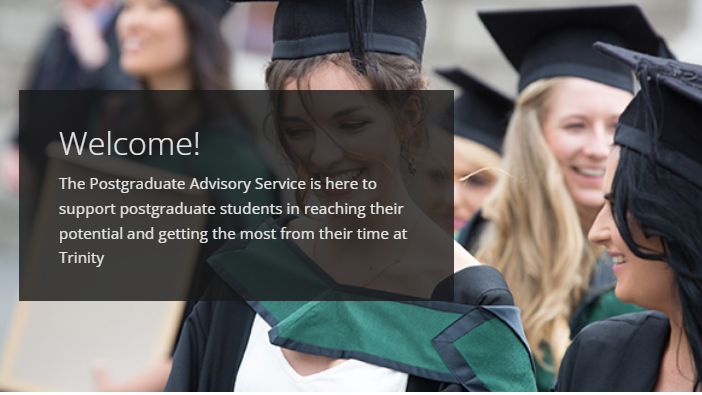 Welcome!
The Postgraduate Advisory Service is here to
support postgraduate students in reaching their
potential and getting the most from their time at
Trinity